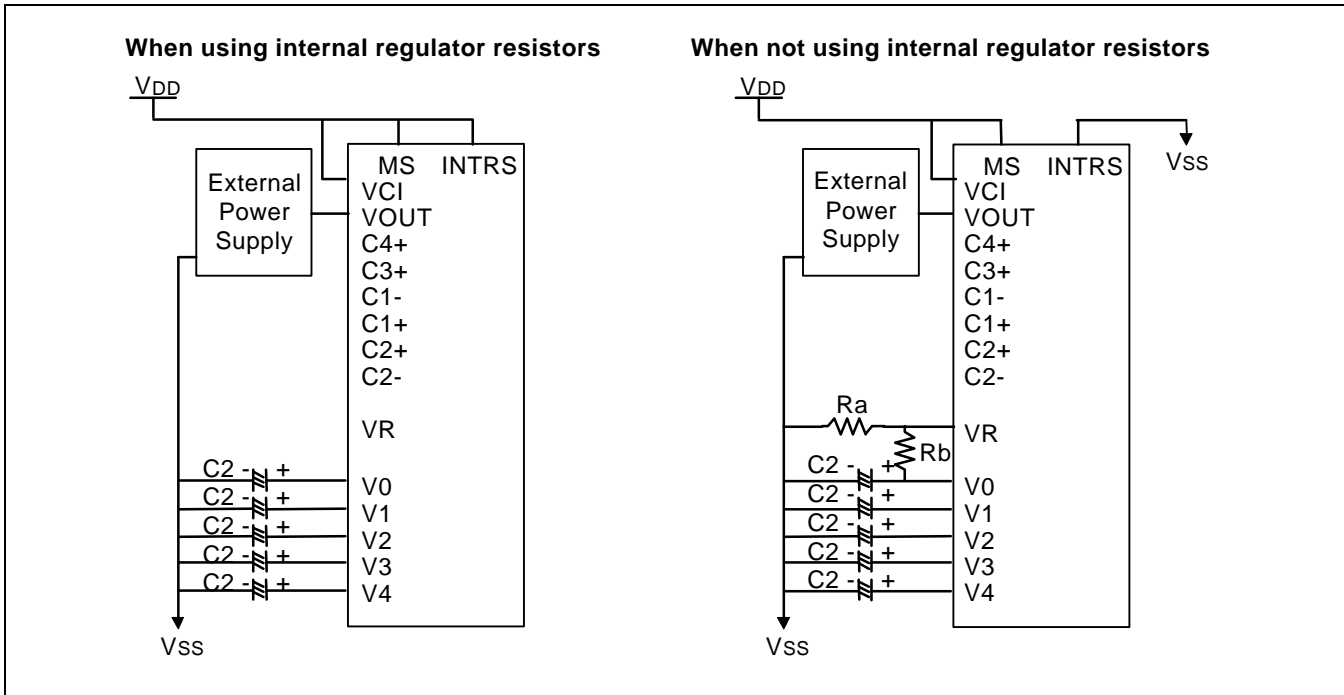 When using internal regulator resistors
VDD
MS INTRS
External
Power
Supply
VCI
VOUT
C4+
C3+
C1-
C1+
C2+
C2-
VR
C2 - + V0
C2 - + V1
C2 - + V2
C2 - + V3
C2 - + V4
VSS
When not using internal regulator resistors
VDD
MS INTRS
VSS
External
Power
Supply
VCI
VOUT
C4+
C3+
C1-
C1+
C2+
C2-
Ra
VR
Rb
C2 - + V0
C2 - + V1
C2 - + V2
C2 - + V3
C2 - + V4
VSS